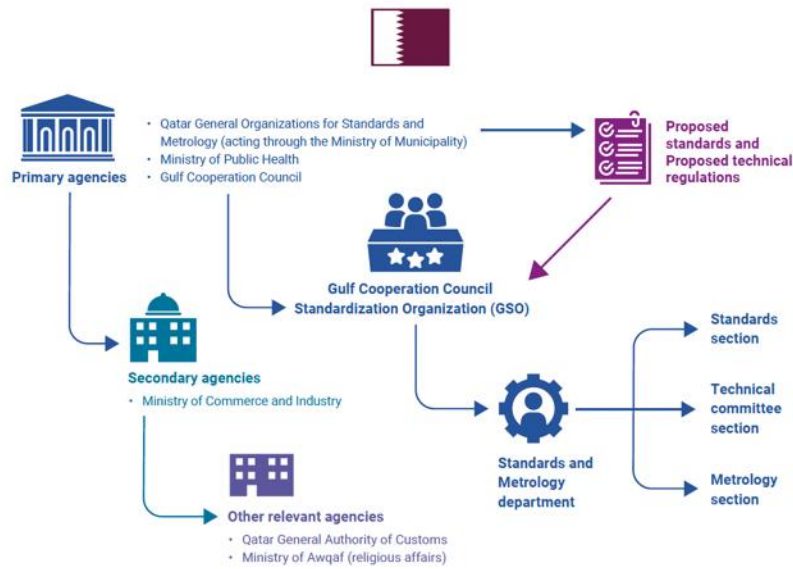 Primary agencies
• Qatar General Organizations for Standards and
Metrology (acting through the Ministry of Municipality)
• Ministry of Public Health
• Gulf Cooperation Council
Proposed
standards and
Proposed technical
regulations
Gulf Cooperation Council
Standardization Organization (GSO)
Secondary agencies
• Ministry of Commerce and Industry
Other relevant agencies
• Qatar General Authority of Customs
• Ministry of Awqaf (religious affairs)
Standards and
Metrology
department
Standards
section
Technical
committee
section
Metrology
section